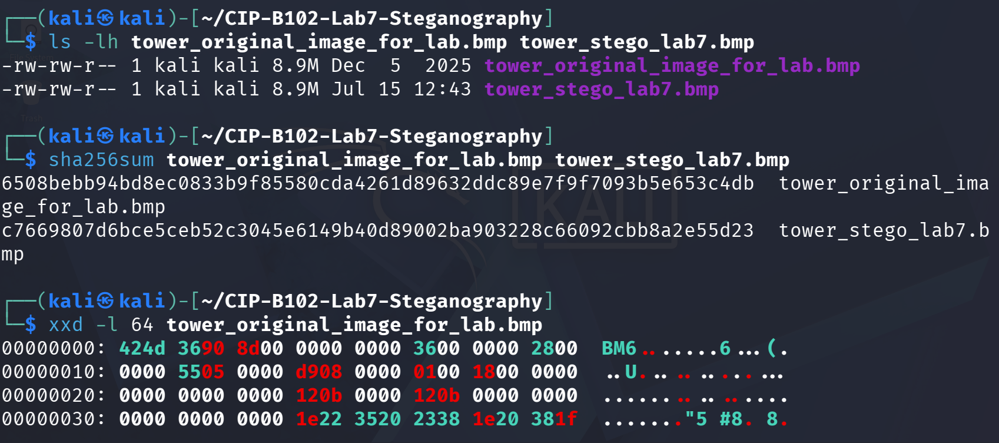 ┌──(kali㉿kali)-[~/CIP-B102-Lab7-Steganography]
└─$ ls -lh tower_original_image_for_lab.bmp tower_stego_lab7.bmp
-rw-rw-r-- 1 kali kali 8.9M Dec  5  2025 tower_original_image_for_lab.bmp
-rw-rw-r-- 1 kali kali 8.9M Jul 15 12:43 tower_stego_lab7.bmp
Trash
┌──(kali㉿kali)-[~/CIP-B102-Lab7-Steganography]
└─$ sha256sum tower_original_image_for_lab.bmp tower_stego_lab7.bmp
6508bebb94bd8ec0833b9f85580cda4261d89632ddc89e7f9f7093b5e653c4db  tower_original_ima
ge_for_lab.bmp
c7669807d6bce5ceb52c3045e6149b40d89002ba903228c66092cbb8a2e55d23  tower_stego_lab7.b
mp
KALI
┌──(kali㉿kali)-[~/CIP-B102-Lab7-Steganography]
└─$ xxd -l 64 tower_original_image_for_lab.bmp
00000000: 424d 3690 8d00 0000 0000 3600 0000 2800  BM6.......6...(.
00000010: 0000 5505 0000 d908 0000 0100 1800 0000  ..U.............
00000020: 0000 0000 0000 120b 0000 120b 0000 0000  ................
00000030: 0000 0000 0000 1e22 3520 2338 1e20 381f  ......."5 #8. 8.